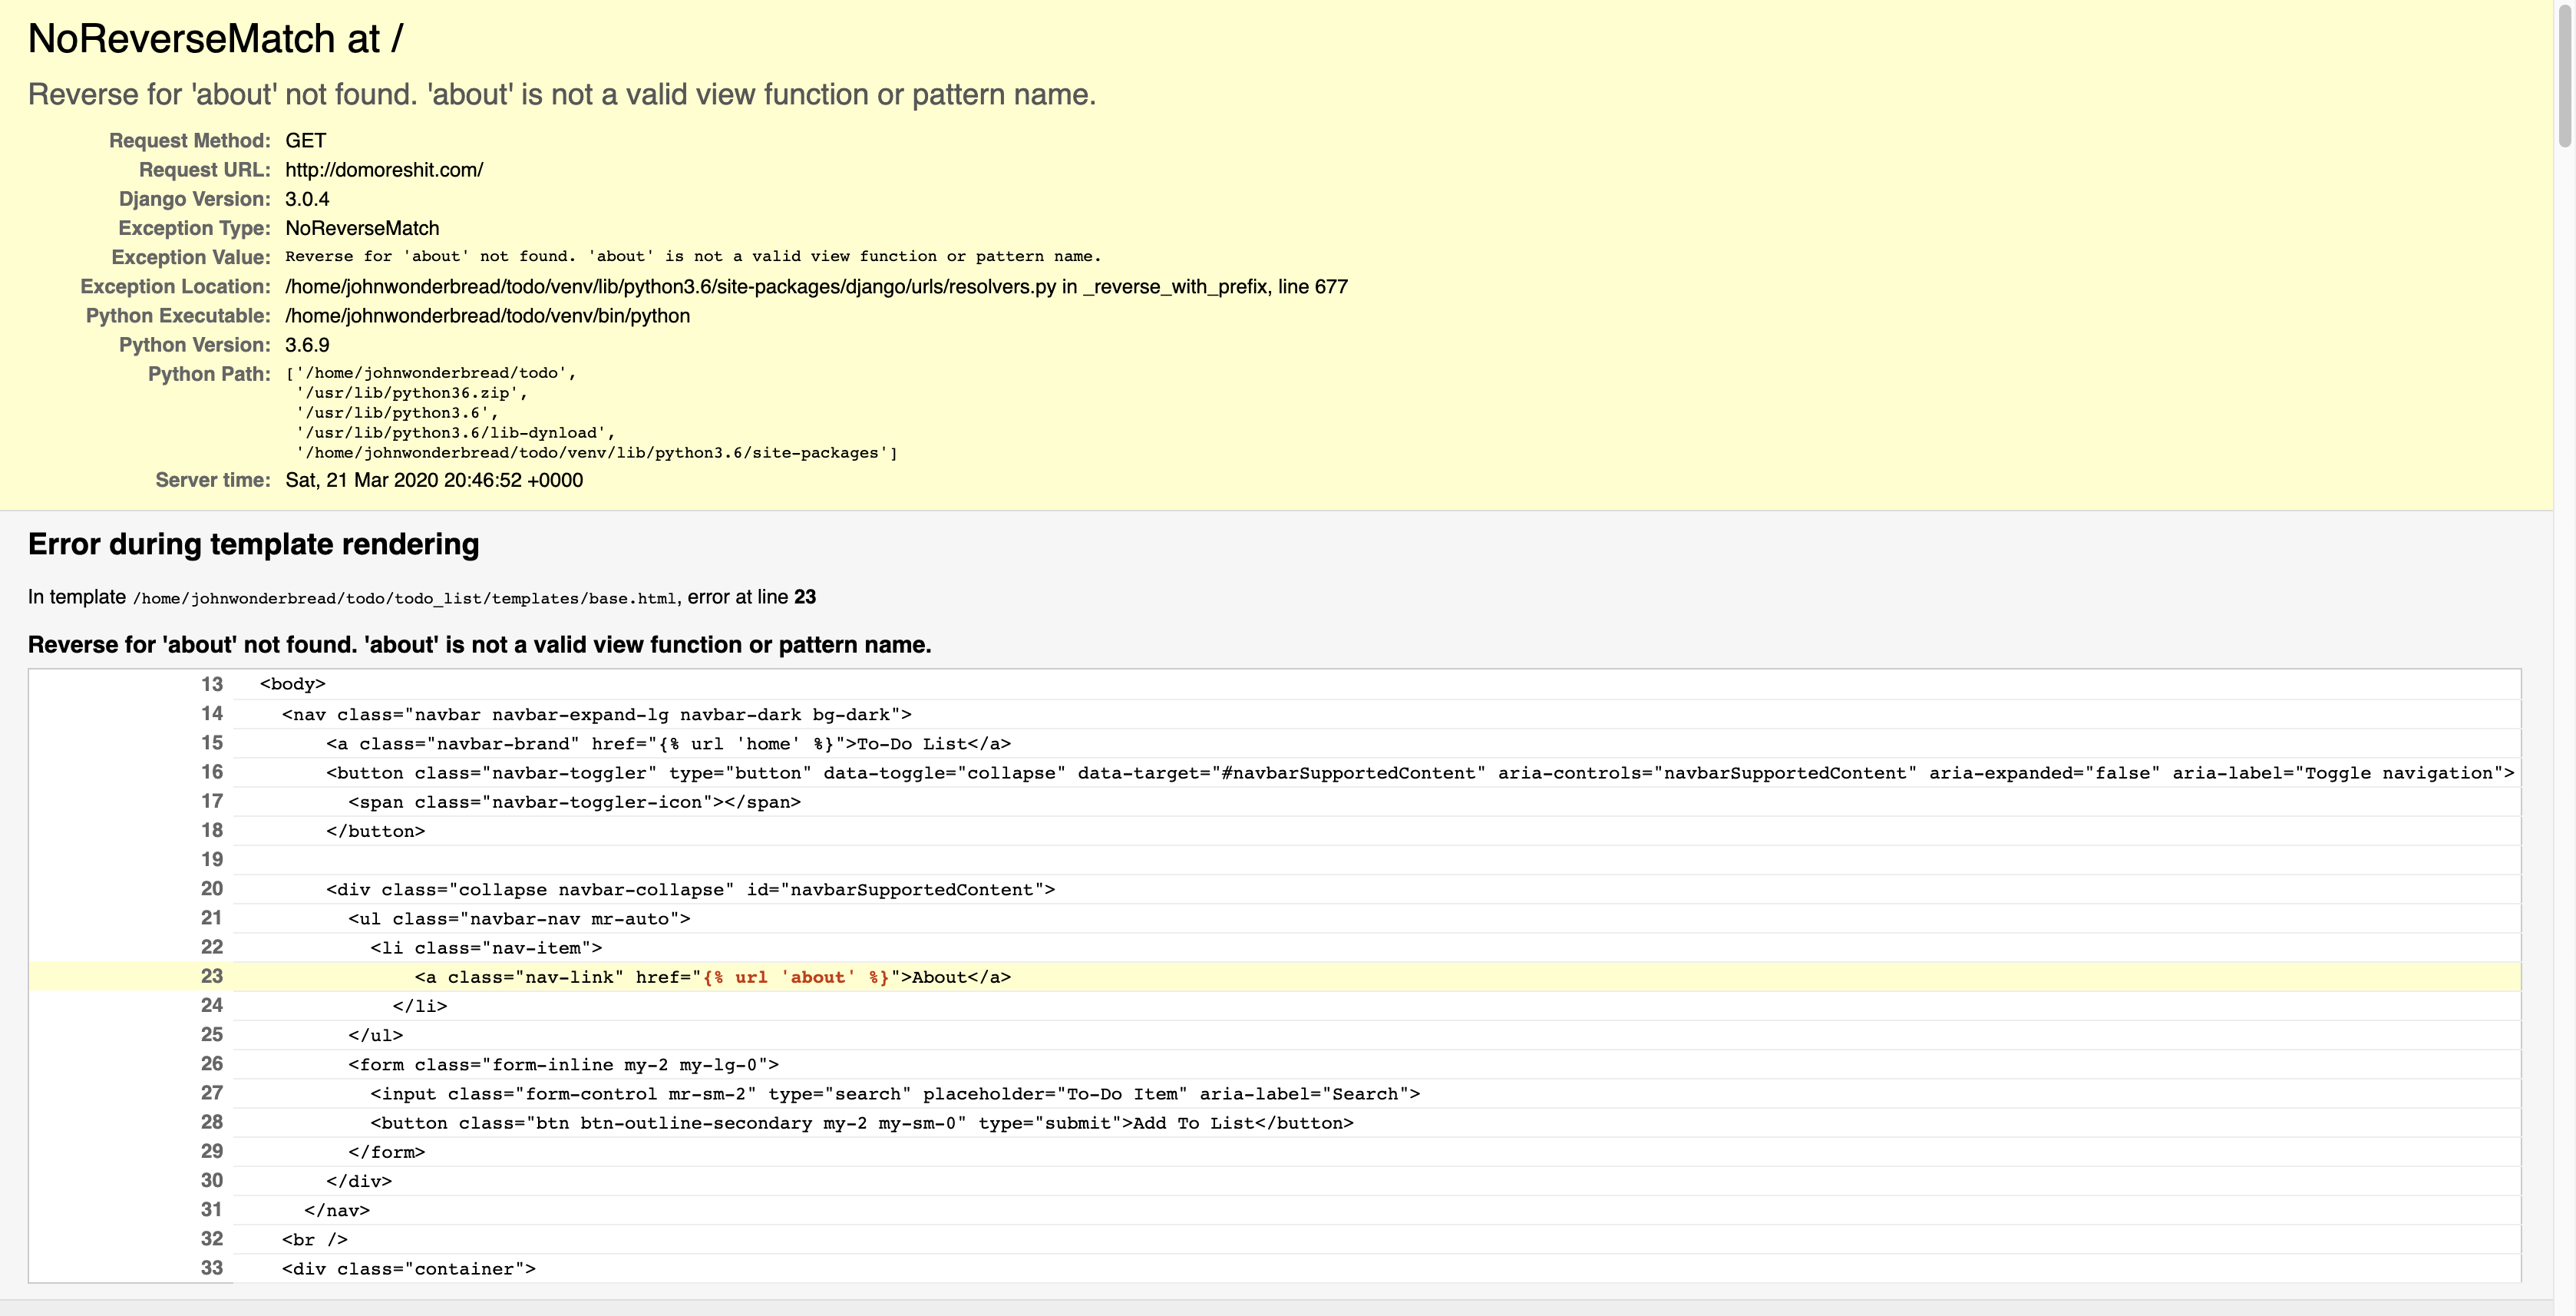 NoReverseMatch at /
Reverse for 'about' not found. 'about' is not a valid view function or pattern name.
Request Method: GET
Request URL: http://domoreshit.com/
Django Version: 3.0.4
Exception Type: NoReverseMatch
Exception Value: Reverse for 'about' not found. 'about' is not a valid view function or pattern name.
Exception Location: /home/johnwonderbread/todo/venv/lib/python3.6/site-packages/django/urls/resolvers.py in _reverse_with_prefix, line 677
Python Executable: /home/johnwonderbread/todo/venv/bin/python
Python Version: 3.6.9
Python Path: ['/home/johnwonderbread/todo',
'/usr/lib/python36.zip',
'/usr/lib/python3.6',
'/usr/lib/python3.6/lib-dynload',
'/home/johnwonderbread/todo/venv/lib/python3.6/site-packages']
Server time: Sat, 21 Mar 2020 20:46:52 +0000
Error during template rendering
In template /home/johnwonderbread/todo/todo_list/templates/base.html, error at line 23
Reverse for 'about' not found. 'about' is not a valid view function or pattern name.
13 <body>
14 <nav class="navbar navbar-expand-lg navbar-dark bg-dark">
15 <a class="navbar-brand" href="{% url 'home' %}">To-Do List</a>
16 <button class="navbar-toggler" type="button" data-toggle="collapse" data-target="#navbarSupportedContent" aria-controls="navbarSupportedContent" aria-expanded="false" aria-label="Toggle navigation">
17 <span class="navbar-toggler-icon"></span>
18 </button>
19
20 <div class="collapse navbar-collapse" id="navbarSupportedContent">
21 <ul class="navbar-nav mr-auto">
22 <li class="nav-item">
23 <a class="nav-link" href="{% url 'about' %}">About</a>
24 </li>
25 </ul>
26 <form class="form-inline my-2 my-lg-0">
27 <input class="form-control mr-sm-2" type="search" placeholder="To-Do Item" aria-label="Search">
28 <button class="btn btn-outline-secondary my-2 my-sm-0" type="submit">Add To List</button>
29 </form>
30 </div>
31 </nav>
32 <br />
33 <div class="container">